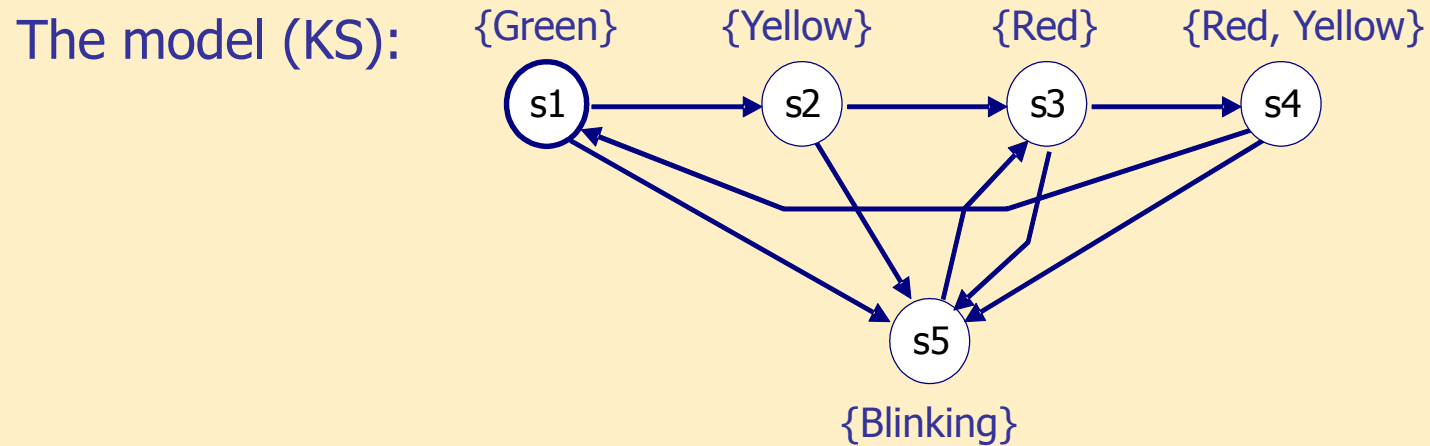 The model (KS):
{Green} {Yellow} {Red} {Red, Yellow}
s1 s2 s3 s4
s5
{Blinking}